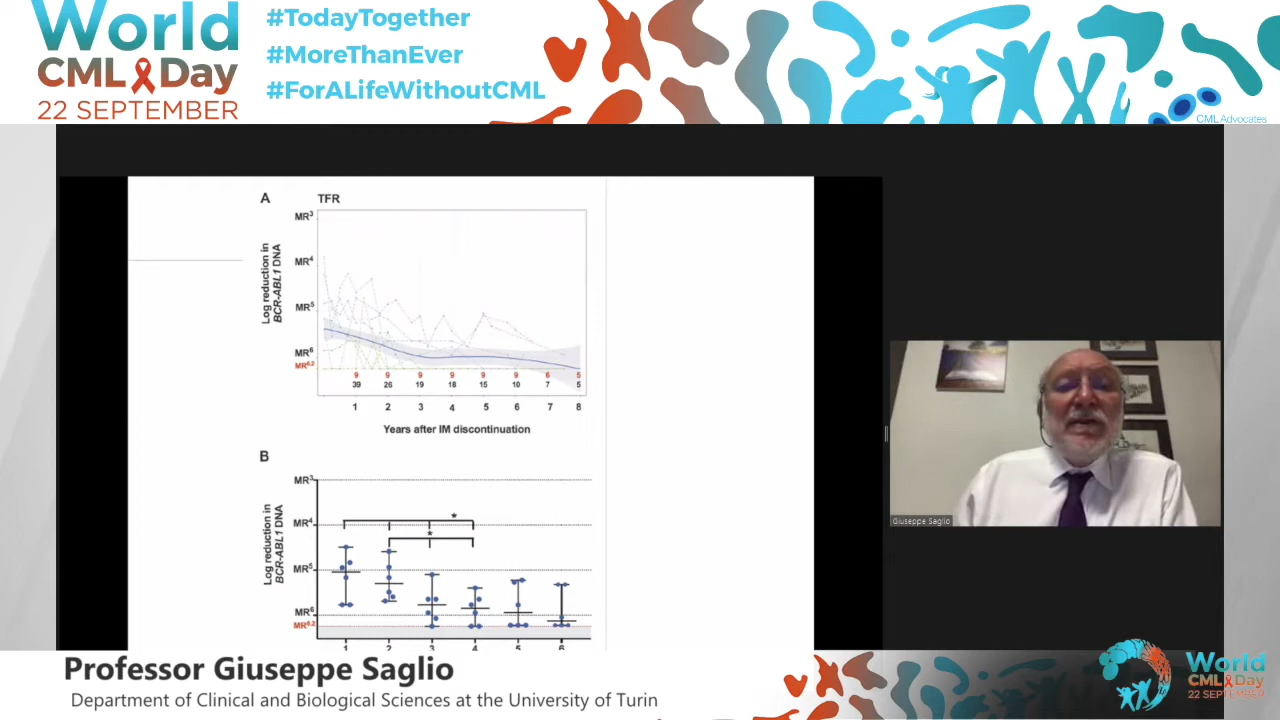 World
CML Day
22 SEPTEMBER
#TodayTogether
#MoreThanEver
#ForALifeWithoutCML
CML Advocates
A
TFR
Log reduction in
BCR-ABL1 DNA
MR3
MR4
MR5
MR6
MR6.2
9 9 9 9 9 9 6 5
39 26 19 18 15 10 7 5
1 2 3 4 5 6 7 8
Years after IM discontinuation
B
Log reduction in
BCR-ABL1 DNA
MR3
MR4
MR5
MR6
MR6.2
* 
*
1 2 3 4 5 6
Giuseppe Saglio
Professor Giuseppe Saglio
Department of Clinical and Biological Sciences at the University of Turin
World
CML Day
22 SEPTEMBER